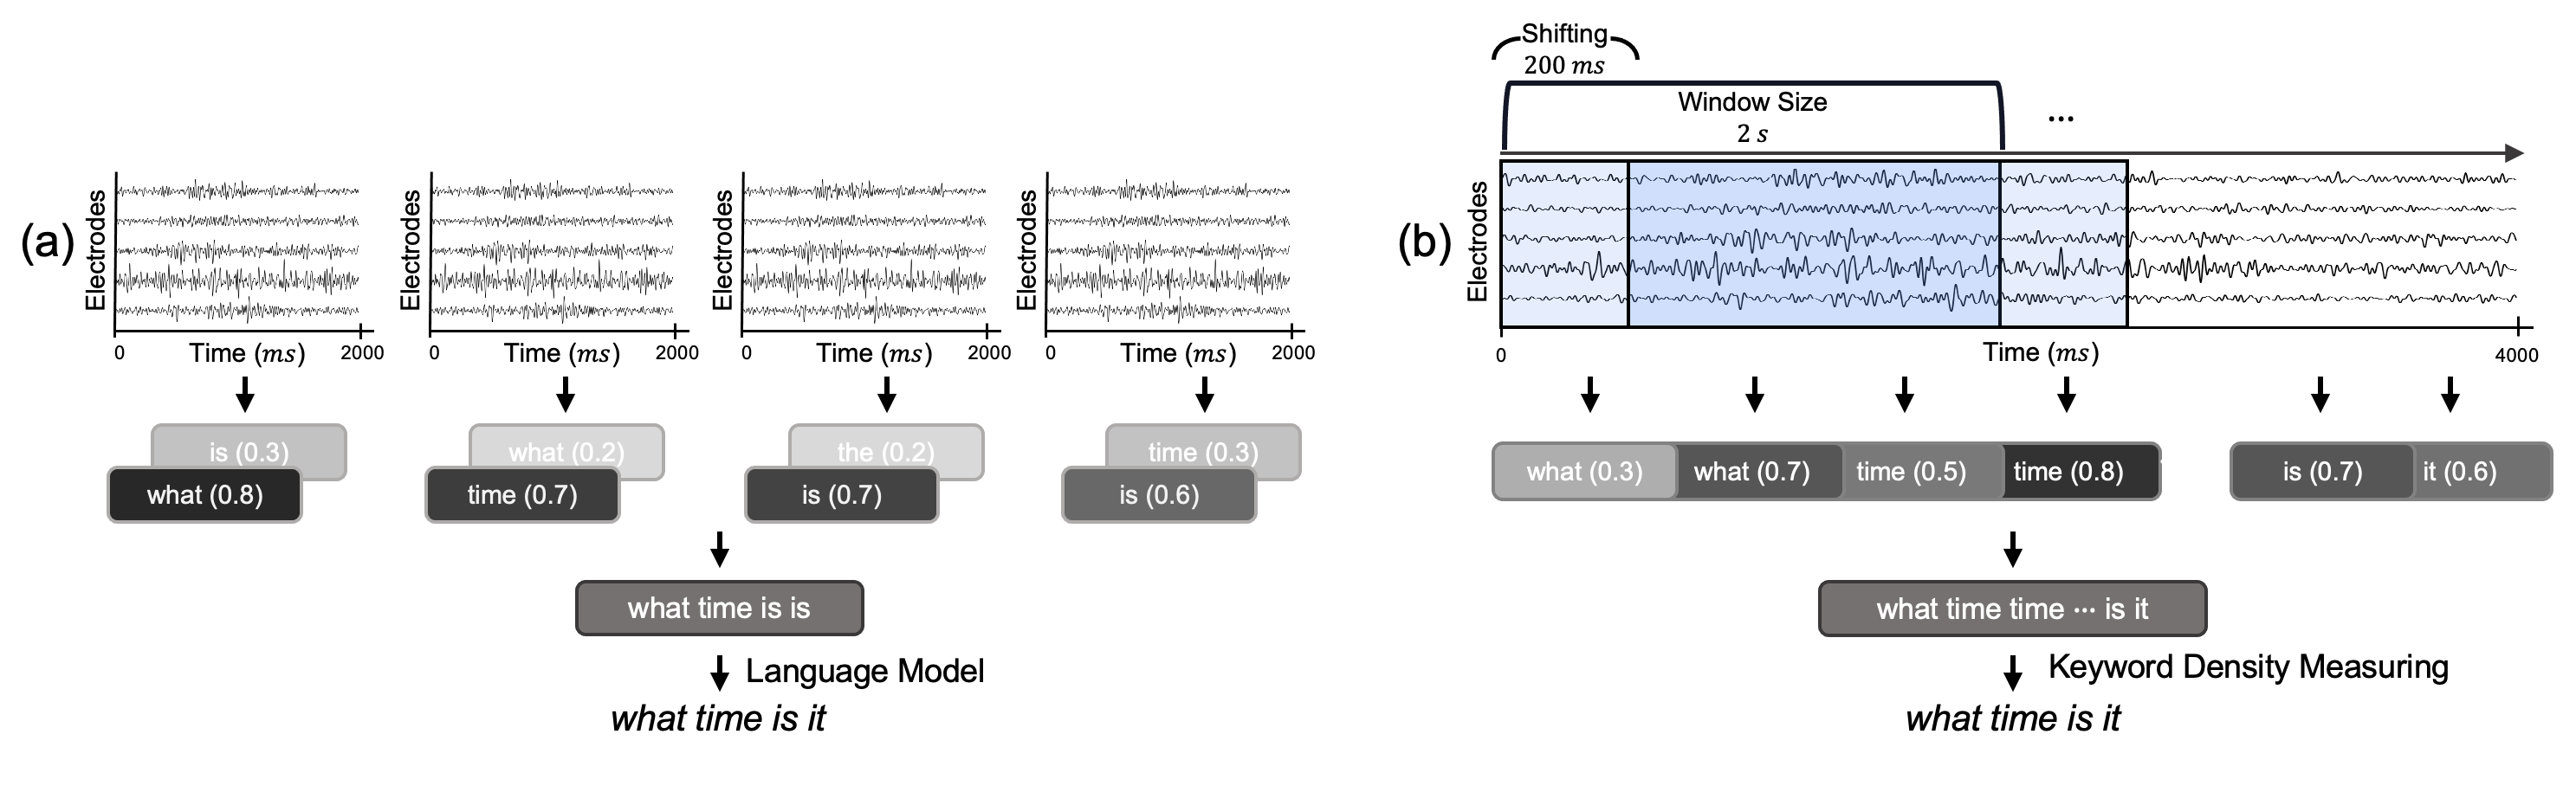 (a)
Electrodes
0 Time (ms) 2000
Electrodes
0 Time (ms) 2000
Electrodes
0 Time (ms) 2000
Electrodes
0 Time (ms) 2000
is (0.3)
what (0.8)
what (0.2)
time (0.7)
the (0.2)
is (0.7)
time (0.3)
is (0.6)
what time is is
Language Model
what time is it
(b)
Shifting
200 ms
Window Size
2 s
...
Electrodes
0 Time (ms) 4000
what (0.3) what (0.7) time (0.5) time (0.8) is (0.7) it (0.6)
what time time ··· is it
Keyword Density Measuring
what time is it